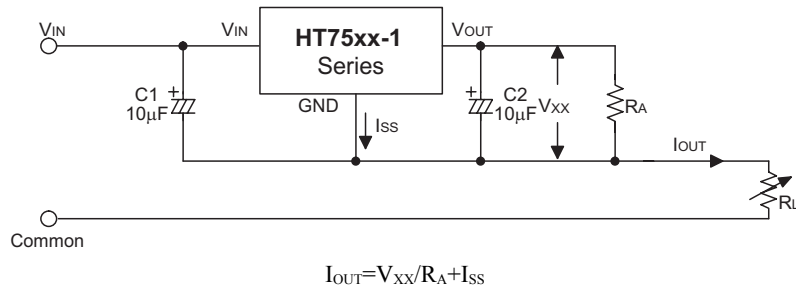 VIN
VIN
HT75xx-1
Series
VOUT
GND
C1
10μF
+
ISS
+
C2
10μF
VXX
RA
IOUT
RL
Common
IOUT=VXX/RA+ISS